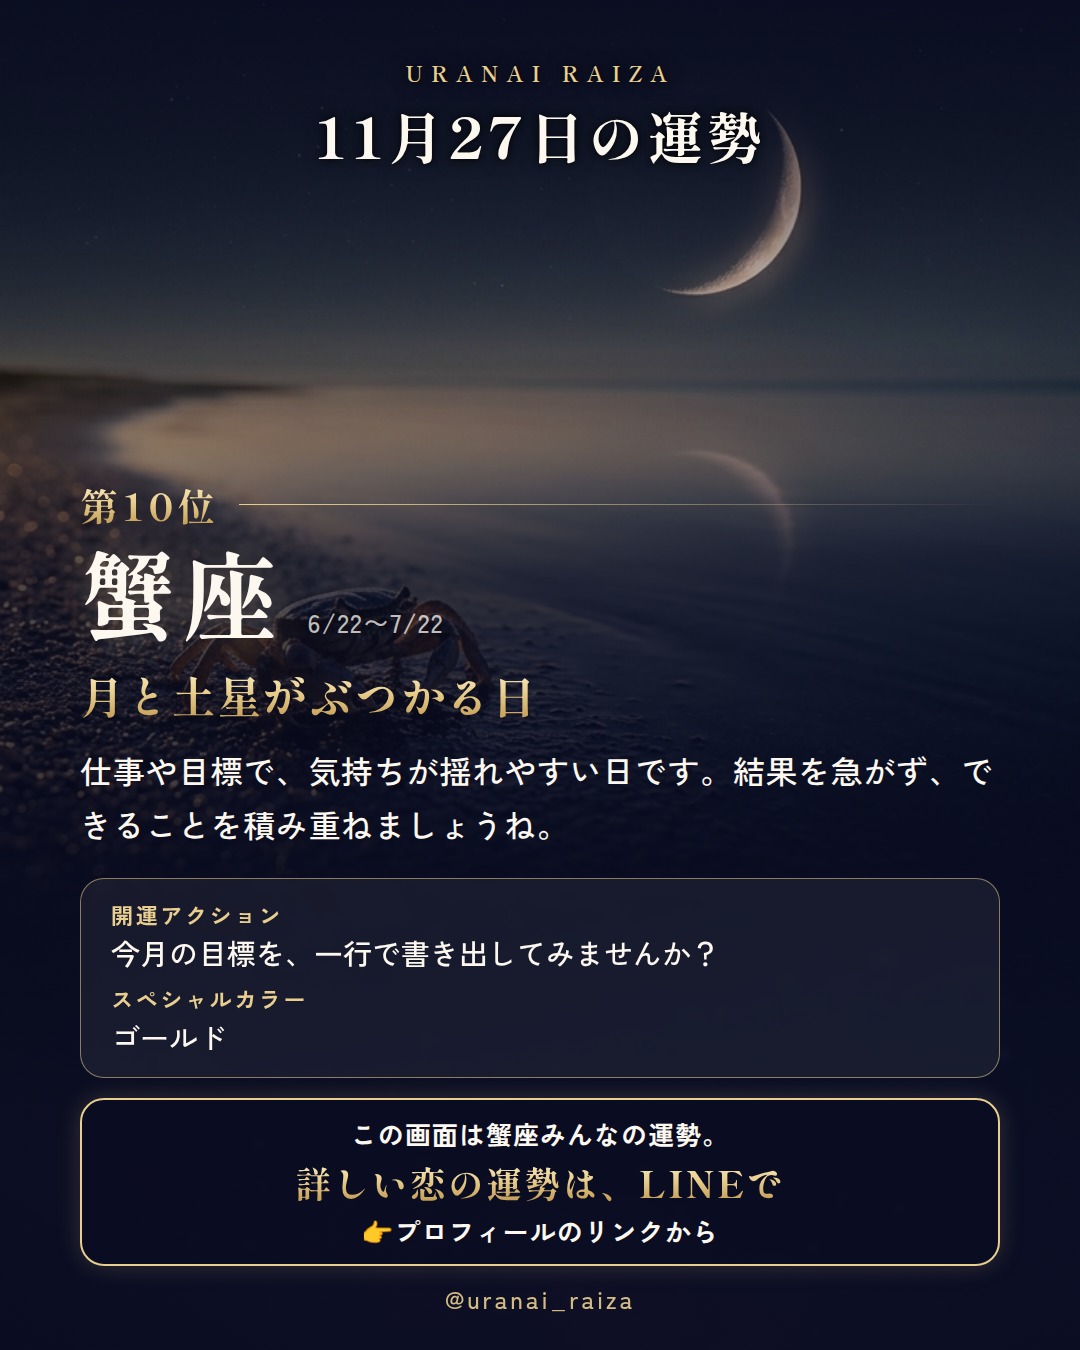 URANAI RAIZA
11月27日の運勢
第10位
蟹座 6/22〜7/22
月と土星がぶつかる日
仕事や目標で、気持ちが揺れやすい日です。結果を急がず、で
きることを積み重ねましょうね。
開運アクション
今月の目標を、一行で書き出してみませんか？
スペシャルカラー
ゴールド
この画面は蟹座みんなの運勢。
詳しい恋の運勢は、LINEで
👉プロフィールのリンクから
@uranai_raiza